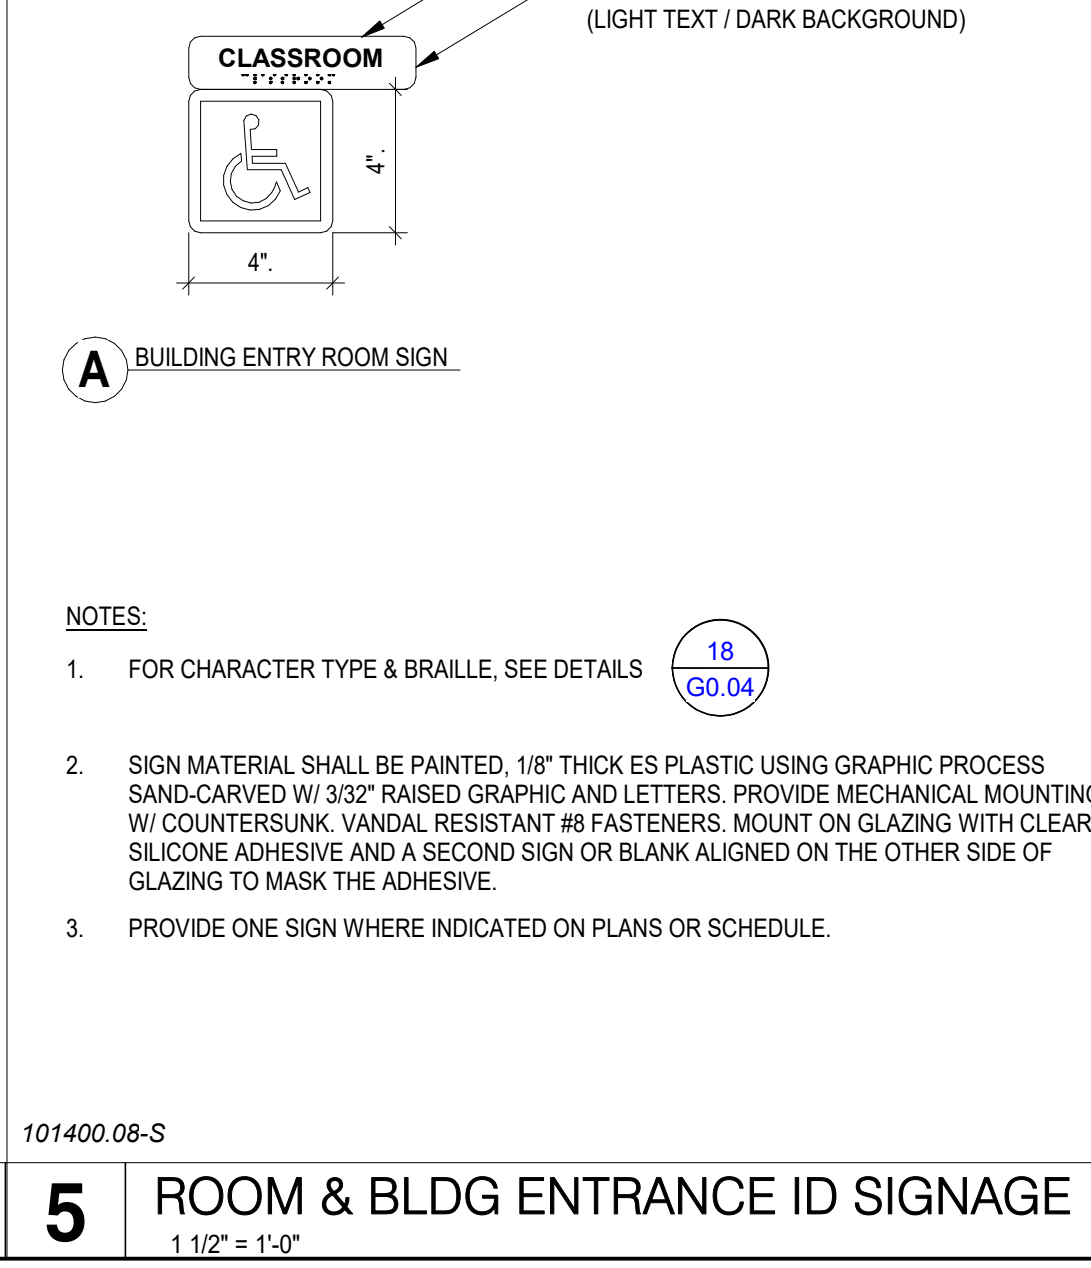 (LIGHT TEXT / DARK BACKGROUND)
CLASSROOM
4".
4".
A
BUILDING ENTRY ROOM SIGN
NOTES:
1. FOR CHARACTER TYPE & BRAILLE, SEE DETAILS
18
G0.04
2. SIGN MATERIAL SHALL BE PAINTED, 1/8" THICK ES PLASTIC USING GRAPHIC PROCESS
SAND-CARVED W/ 3/32" RAISED GRAPHIC AND LETTERS. PROVIDE MECHANICAL MOUNTING
W/ COUNTERSUNK. VANDAL RESISTANT #8 FASTENERS. MOUNT ON GLAZING WITH CLEAR
SILICONE ADHESIVE AND A SECOND SIGN OR BLANK ALIGNED ON THE OTHER SIDE OF
GLAZING TO MASK THE ADHESIVE.
3. PROVIDE ONE SIGN WHERE INDICATED ON PLANS OR SCHEDULE.
101400.08-S
5
ROOM & BLDG ENTRANCE ID SIGNAGE
1 1/2" = 1'-0"